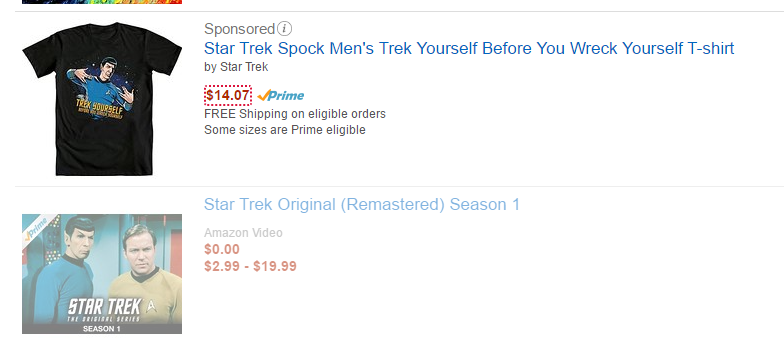 Sponsored
Star Trek Spock Men's Trek Yourself Before You Wreck Yourself T-shirt
by Star Trek
$14.07 Prime
FREE Shipping on eligible orders
Some sizes are Prime eligible
TREK YOURSELF
BEFORE YOU WRECK YOURSELF
Star Trek Original (Remastered) Season 1
Amazon Video
$0.00
$2.99 - $19.99
Prime
STAR TREK
THE ORIGINAL SERIES
SEASON 1